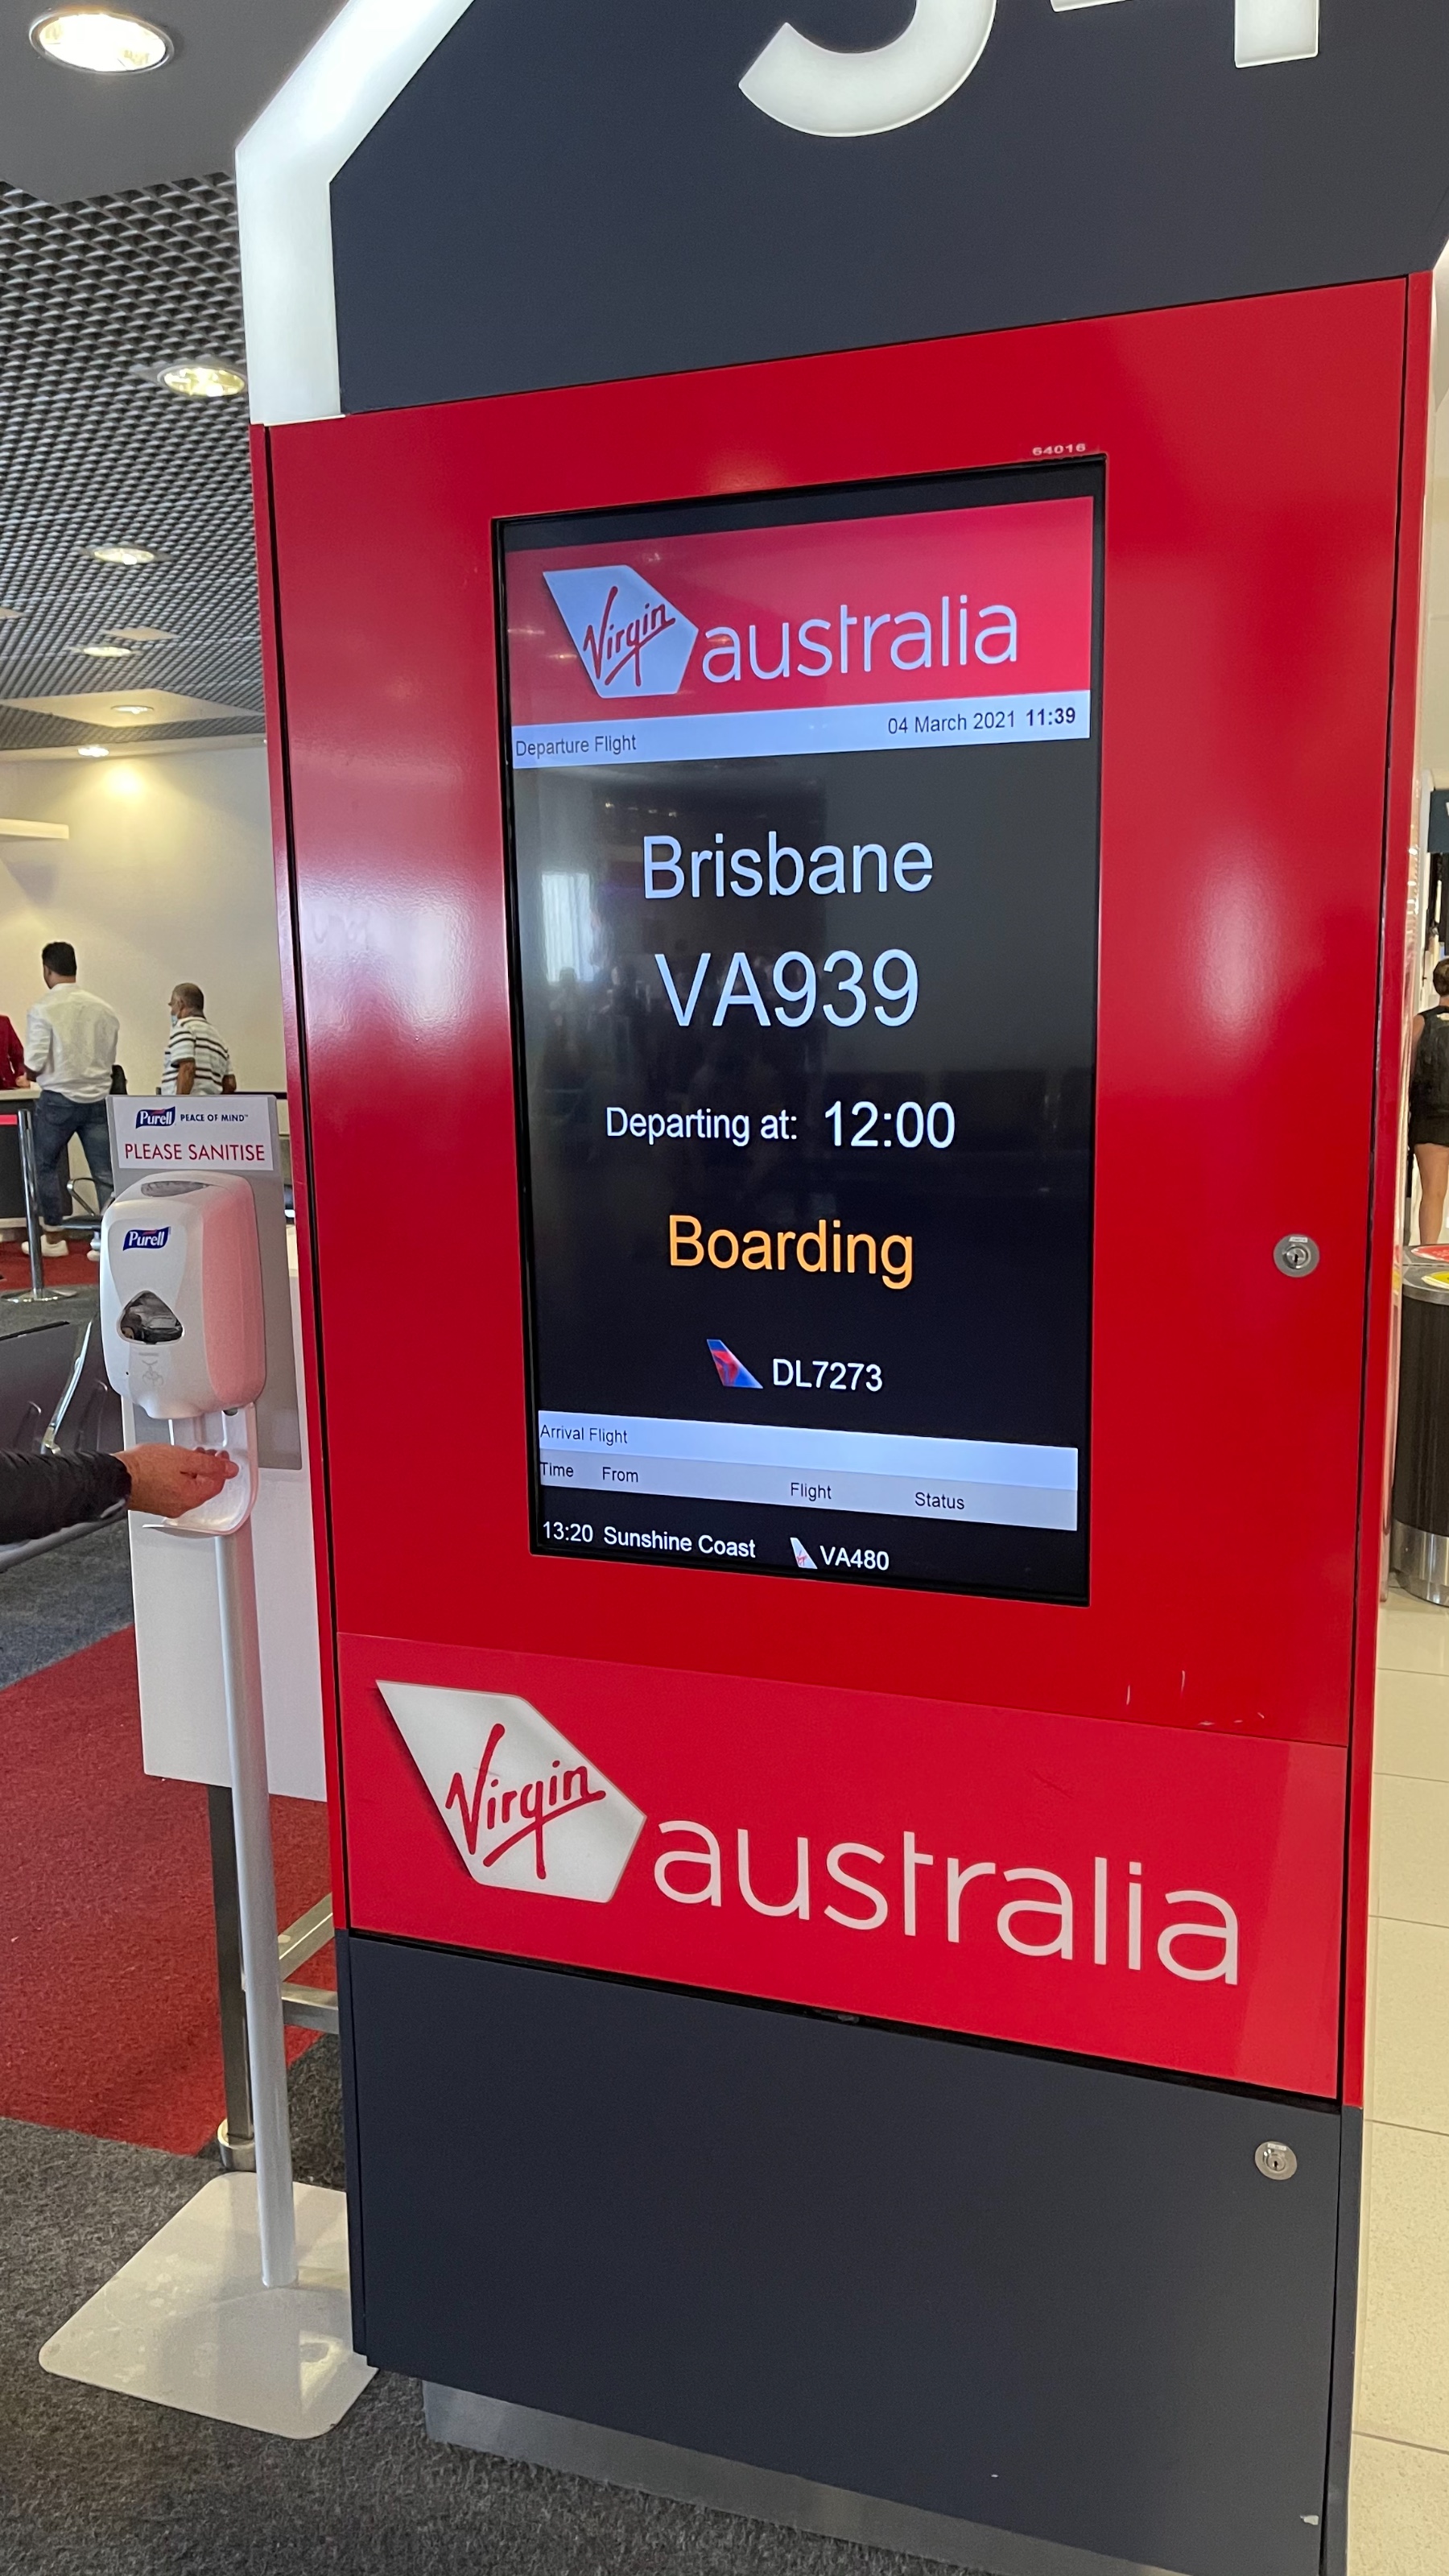 64016
Virgin australia
Departure Flight 04 March 2021 11:39
Brisbane
VA939
Departing at: 12:00
Boarding
DL7273
Arrival Flight
Time From Flight Status
13:20 Sunshine Coast VA480
Virgin australia
Purell PEACE OF MIND™
PLEASE SANITISE
Purell